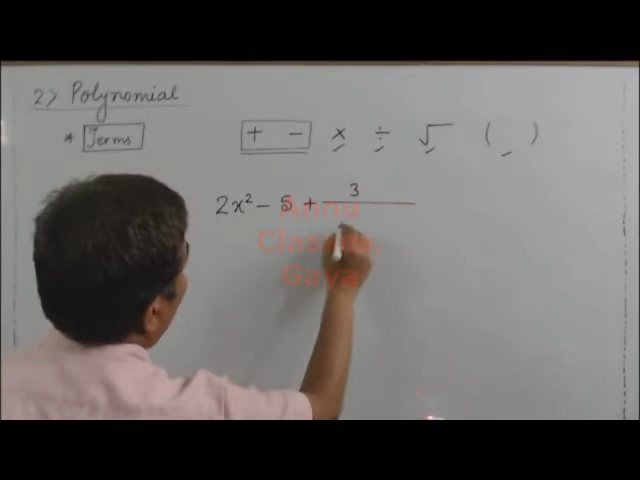 2> Polynomial
* Terms
+ - × ÷ √ ( )
2x² - 5 + 3
Annu
Classes,
Gaya